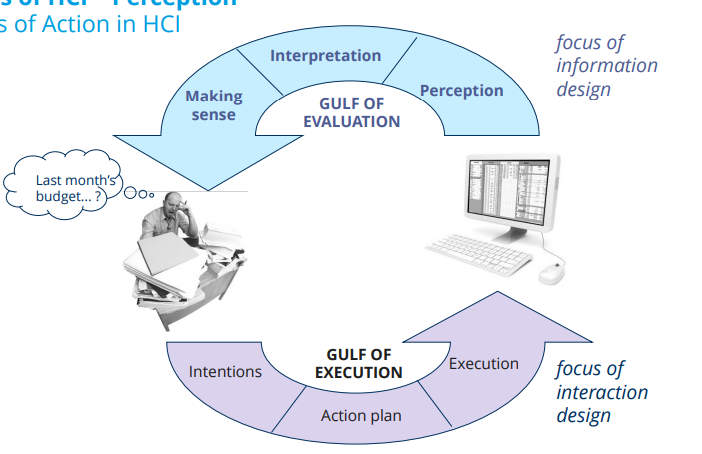 s of HCI - Perception
s of Action in HCI
Interpretation
focus of
information
design
Making
sense
Perception
GULF OF
EVALUATION
Last month's
budget... ?
GULF OF
EXECUTION
Intentions
Execution
Action plan
focus of
interaction
design